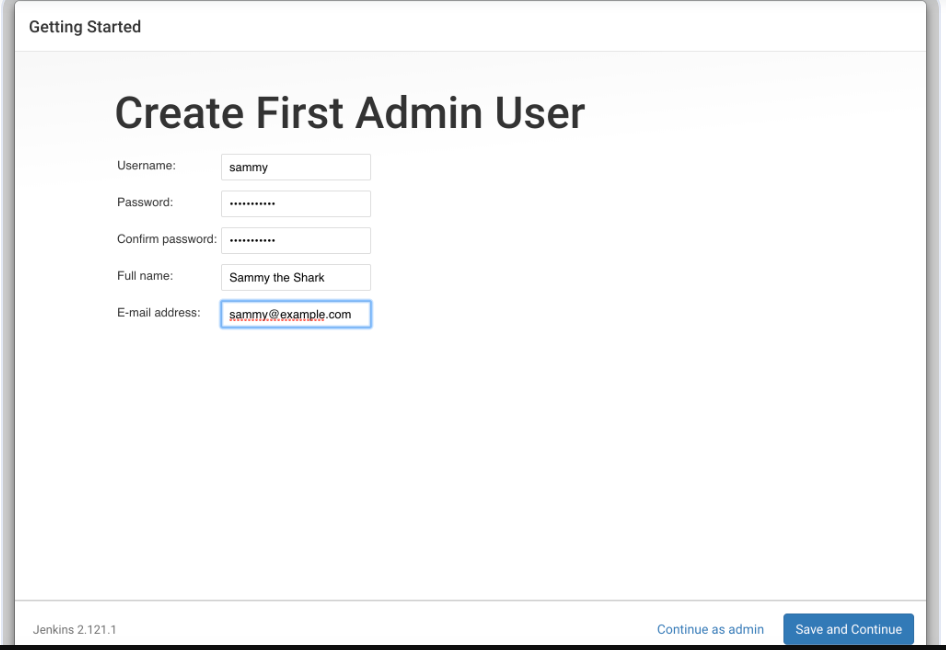 Getting Started
Create First Admin User
Username: sammy
Password: •••••••••••
Confirm password: •••••••••••
Full name: Sammy the Shark
E-mail address: sammy@example.com
Jenkins 2.121.1 Continue as admin Save and Continue